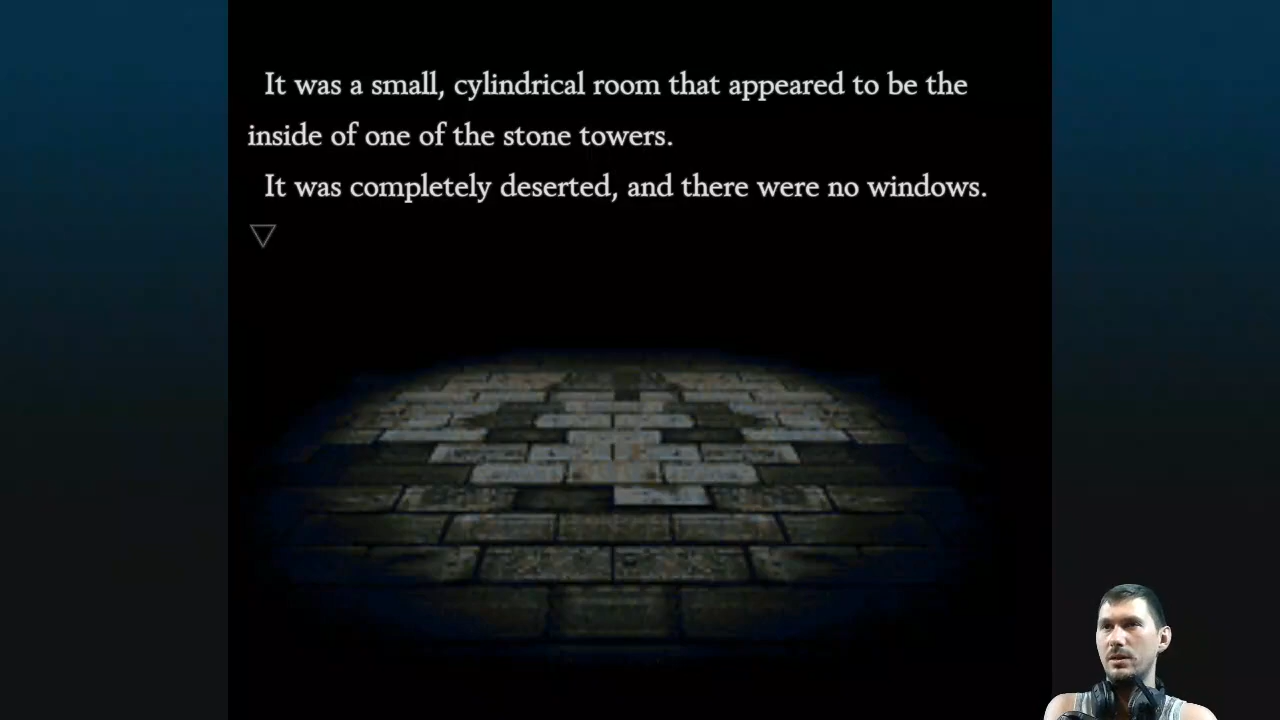 It was a small, cylindrical room that appeared to be the
inside of one of the stone towers.
It was completely deserted, and there were no windows.